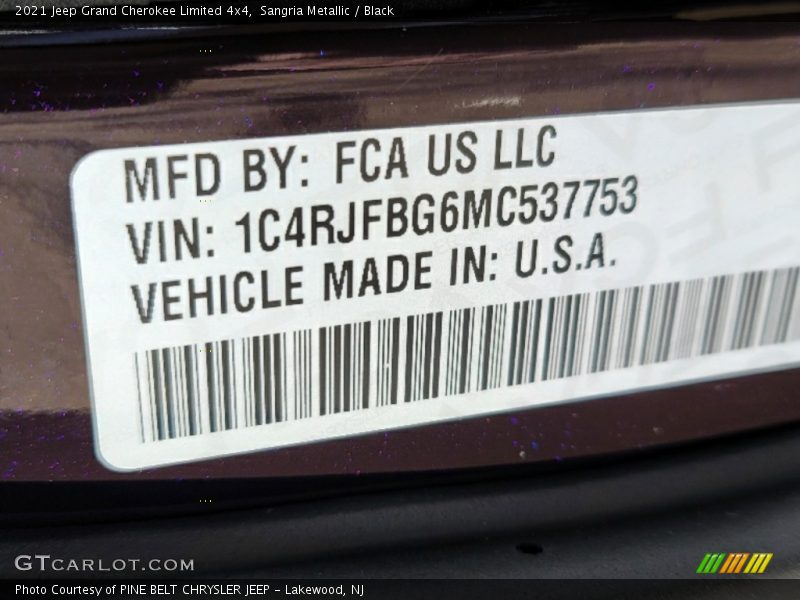 2021 Jeep Grand Cherokee Limited 4x4, Sangria Metallic / Black
MFD BY: FCA US LLC
VIN: 1C4RJFBG6MC537753
VEHICLE MADE IN: U.S.A.
GTCARLOT.COM
Photo Courtesy of PINE BELT CHRYSLER JEEP - Lakewood, NJ